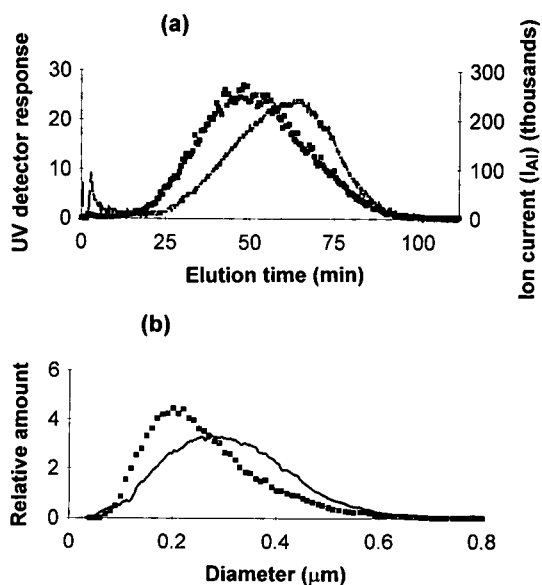 (a)
UV detector response
30
20
10
0
0 25 50 75 100
Elution time (min)
300
200
100
0
Ion current (IAl) (thousands)
(b)
Relative amount
6
4
2
0
0 0.2 0.4 0.6 0.8
Diameter (μm)